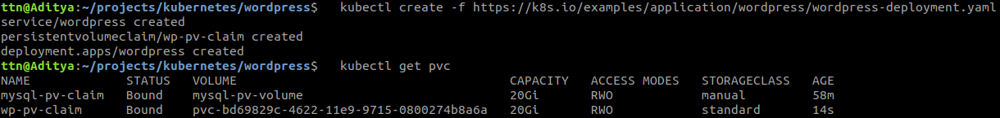 ttn@Aditya:~/projects/kubernetes/wordpress$   kubectl create -f https://k8s.io/examples/application/wordpress/wordpress-deployment.yaml
service/wordpress created
persistentvolumeclaim/wp-pv-claim created
deployment.apps/wordpress created
ttn@Aditya:~/projects/kubernetes/wordpress$   kubectl get pvc
NAME             STATUS   VOLUME                                     CAPACITY   ACCESS MODES   STORAGECLASS   AGE
mysql-pv-claim   Bound    mysql-pv-volume                            20Gi       RWO            manual         58m
wp-pv-claim      Bound    pvc-bd69829c-4622-11e9-9715-0800274b8a6a   20Gi       RWO            standard       14s